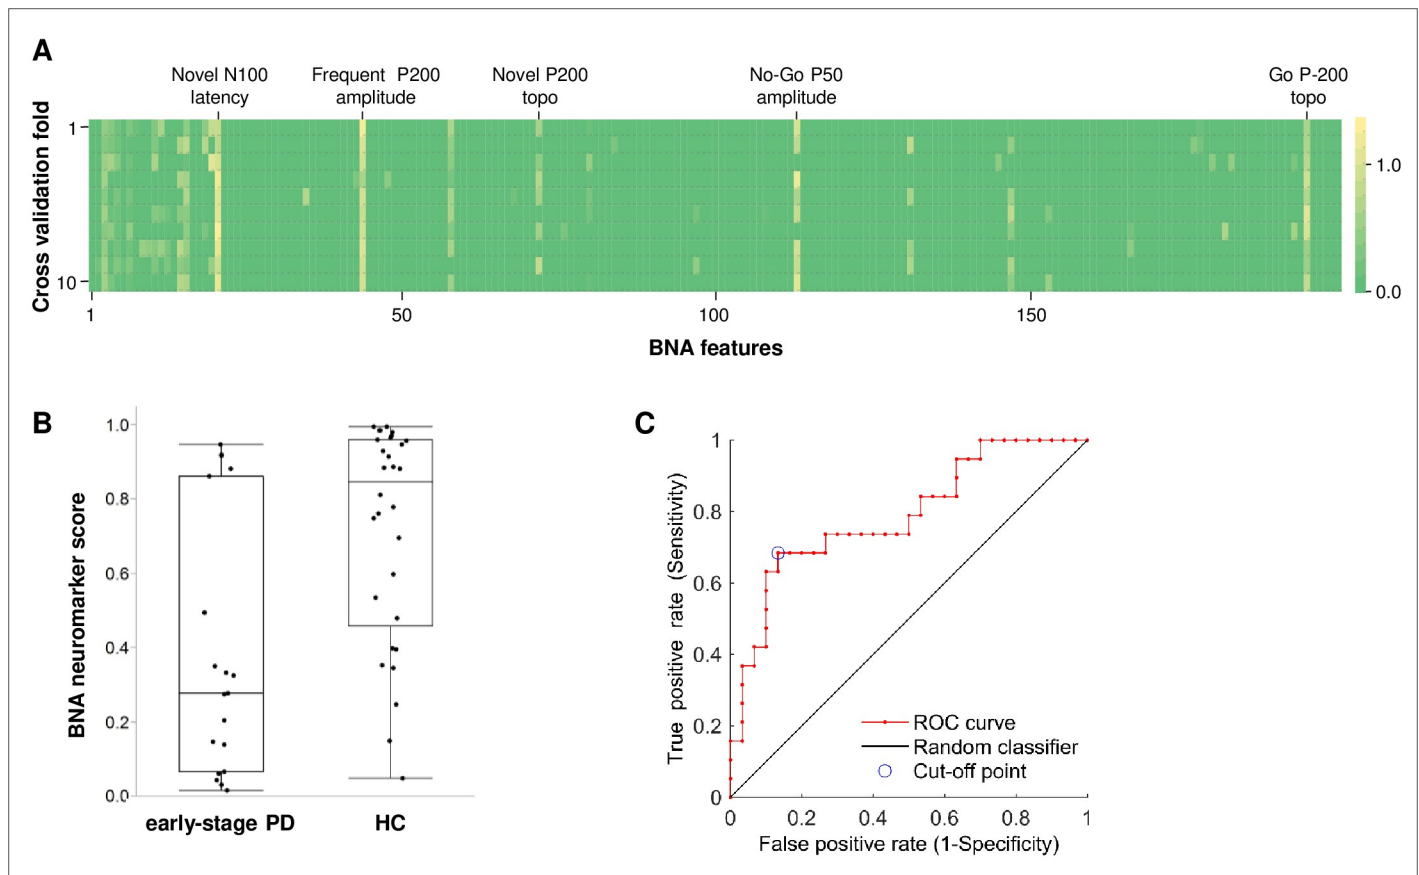 A
Novel N100
latency
Frequent P200
amplitude
Novel P200
topo
No-Go P50
amplitude
Go P-200
topo
Cross validation fold
1
10
1.0
0.0
1
50
100
150
BNA features
B
BNA neuromarker score
1.0
0.8
0.6
0.4
0.2
0.0
early-stage PD
HC
C
True positive rate (Sensitivity)
1
0.8
0.6
0.4
0.2
0
ROC curve
Random classifier
Cut-off point
0
0.2
0.4
0.6
0.8
1
False positive rate (1-Specificity)